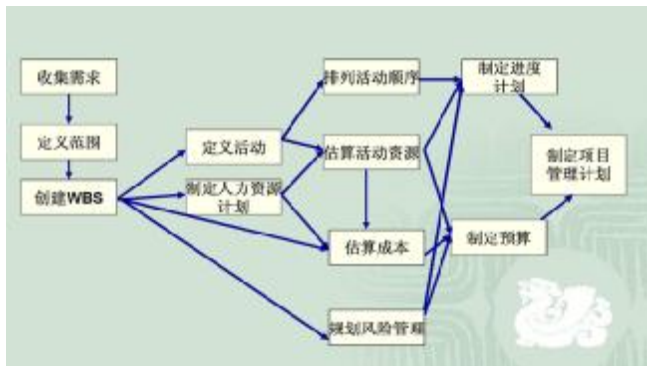 收集需求
定义范围
创建WBS
定义活动
制定人力资源
计划
排列活动顺序
估算活动资源
估算成本
规划风险管理
制定进度
计划
制定预算
制定项目
管理计划